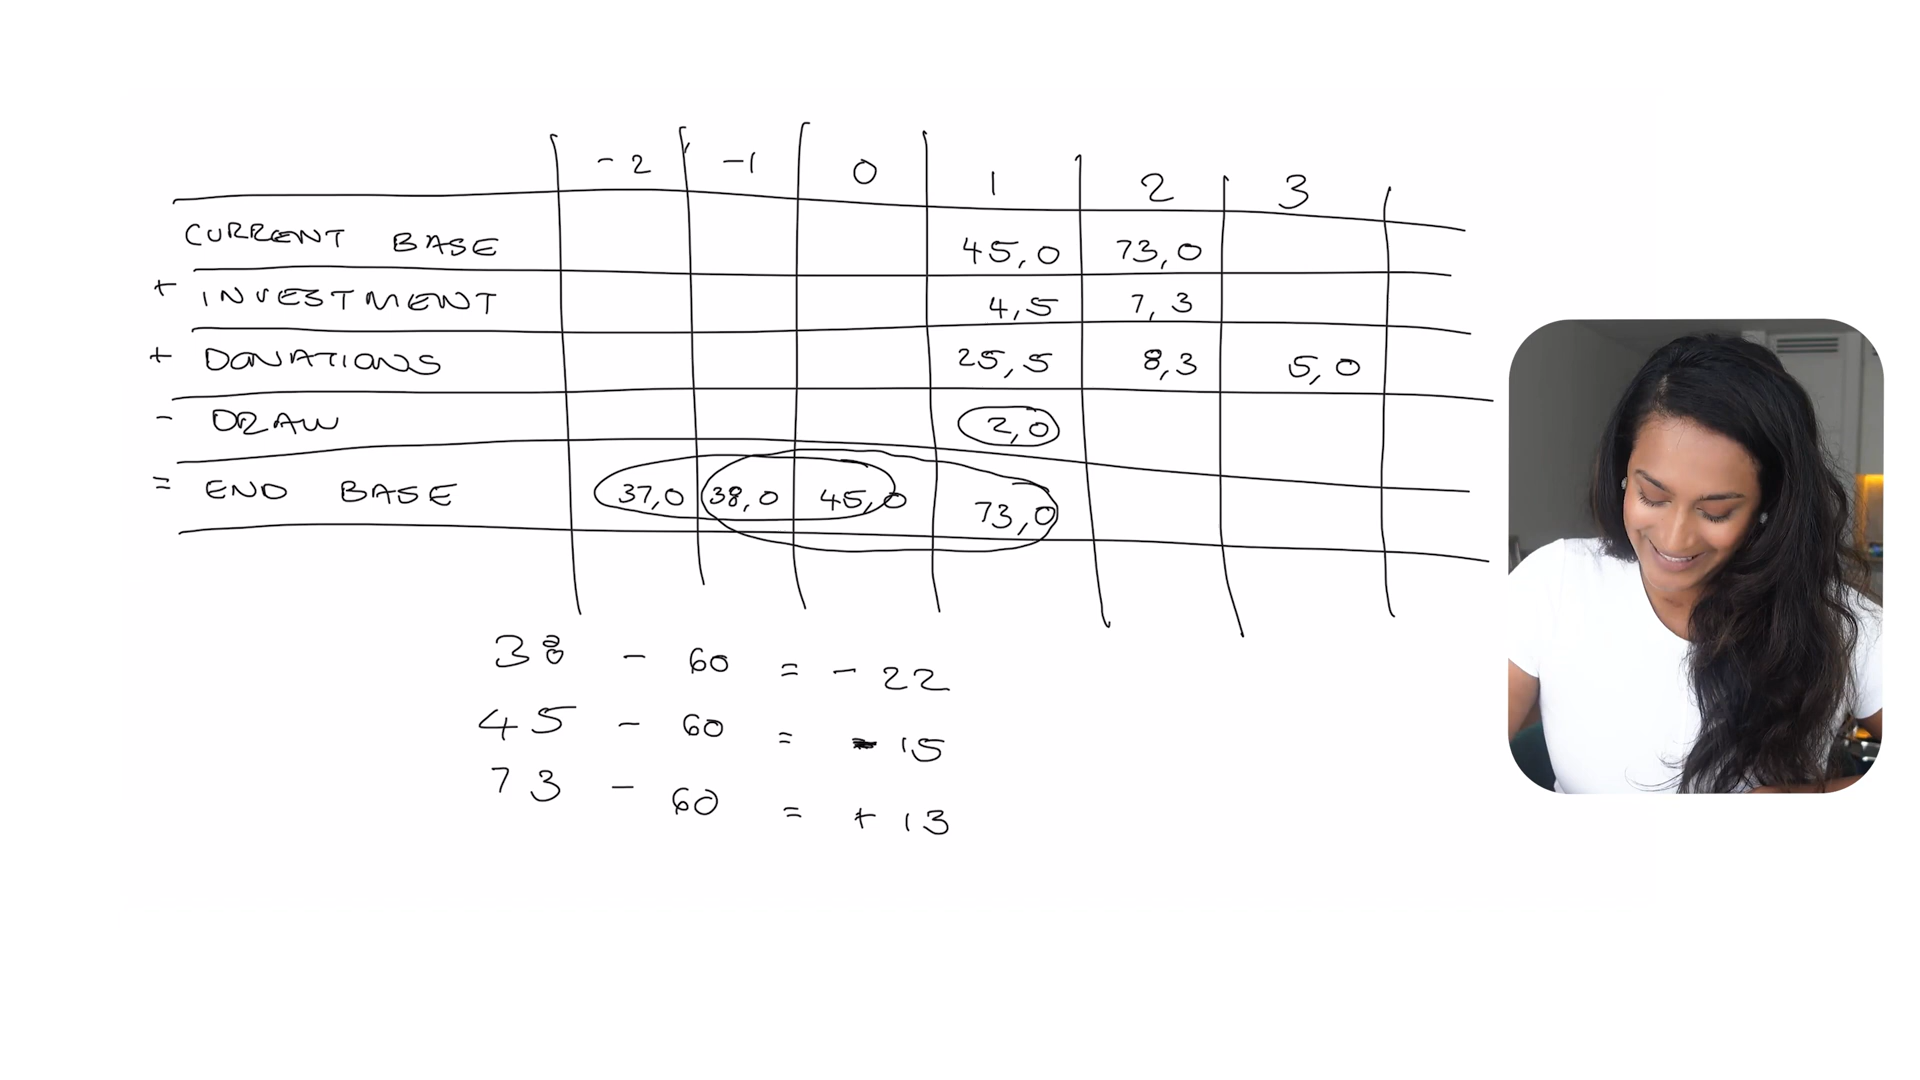 -2 -1 0 1 2 3
CURRENT BASE 45,0 73,0
+ INVESTMENT 4,5 7,3
+ DONATIONS 25,5 8,3 5,0
- DRAW 2,0
= END BASE 37,0 38,0 45,0 73,0
38 - 60 = - 22
45 - 60 = - 15
73 - 60 = + 13